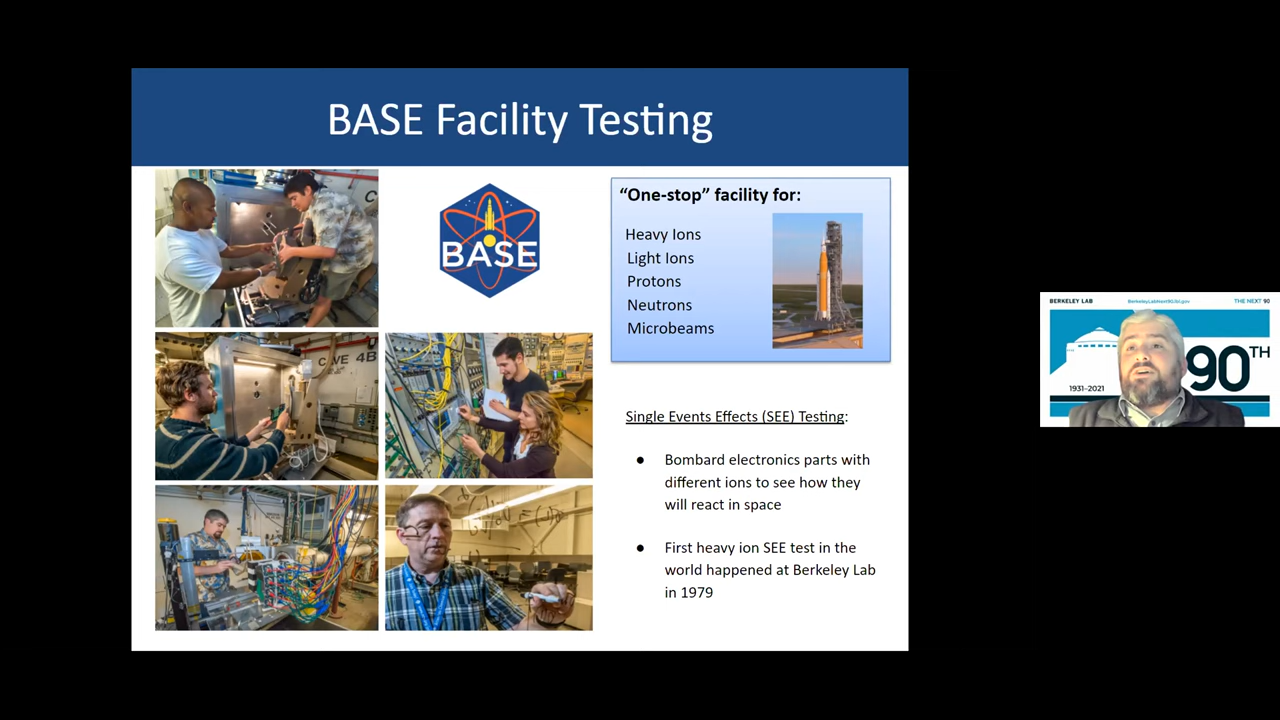 BASE Facility Testing
BASE
“One-stop” facility for:
Heavy Ions
Light Ions
Protons
Neutrons
Microbeams
CAVE 4B
Single Events Effects (SEE) Testing:
● Bombard electronics parts with
different ions to see how they
will react in space
● First heavy ion SEE test in the
world happened at Berkeley Lab
in 1979
BERKELEY LAB
BerkeleyLabNext90.lbl.gov
THE NEXT 90
90TH
1931–2021